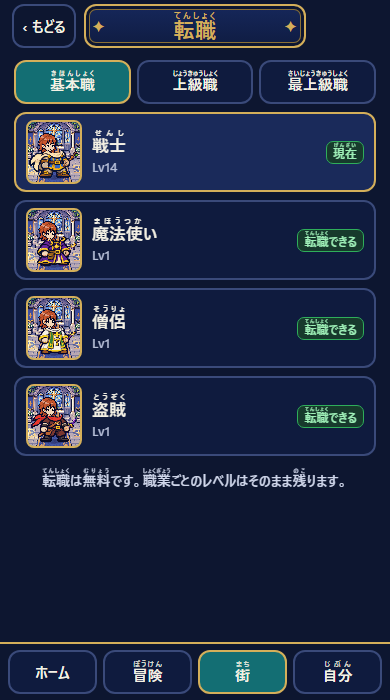 ‹ もどる
てんしょく
転職
きほんしょく
基本職
じょうきゅうしょく
上級職
さいじょうきゅうしょく
最上級職
せんし
戦士
Lv14
げんざい
現在
まほうつか
魔法使い
Lv1
てんしょく
転職できる
そうりょ
僧侶
Lv1
てんしょく
転職できる
とうぞく
盗賊
Lv1
てんしょく
転職できる
てんしょく むりょう しょくぎょう のこ
転職は無料です。職業ごとのレベルはそのまま残ります。
ホーム
ぼうけん
冒険
まち
街
じぶん
自分